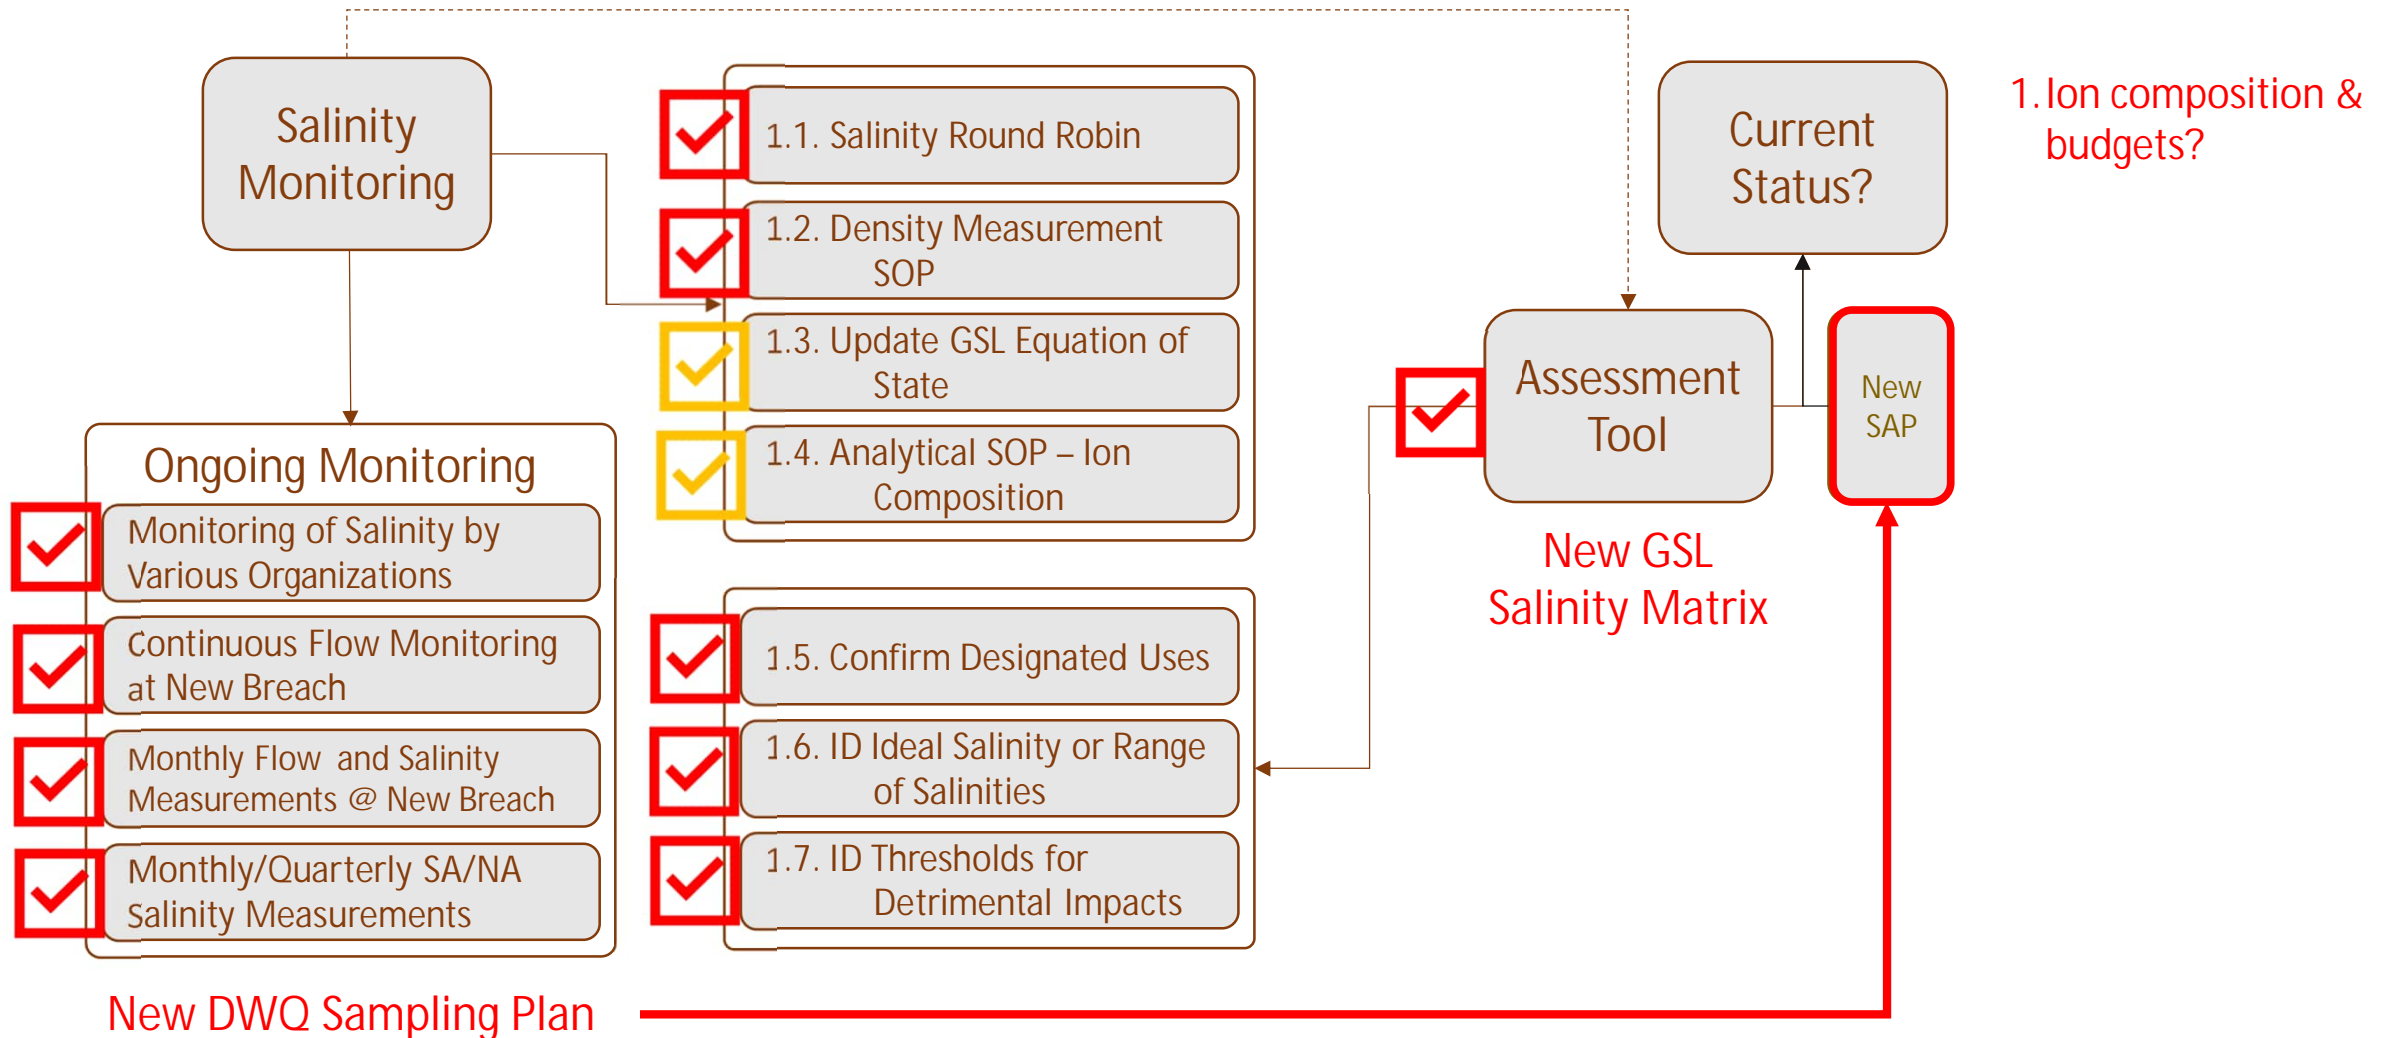 Salinity
Monitoring
Ongoing Monitoring
Monitoring of Salinity by
Various Organizations
Continuous Flow Monitoring
at New Breach
Monthly Flow and Salinity
Measurements @ New Breach
Monthly/Quarterly SA/NA
Salinity Measurements
New DWQ Sampling Plan
1.1. Salinity Round Robin
1.2. Density Measurement
SOP
1.3. Update GSL Equation of
State
1.4. Analytical SOP – Ion
Composition
1.5. Confirm Designated Uses
1.6. ID Ideal Salinity or Range
of Salinities
1.7. ID Thresholds for
Detrimental Impacts
Assessment
Tool
New GSL
Salinity Matrix
Current
Status?
New
SAP
1. Ion composition &
budgets?